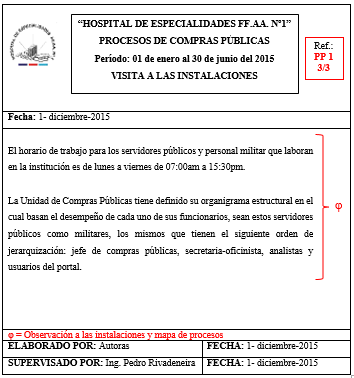 "HOSPITAL DE ESPECIALIDADES FF.AA. Nº1"
PROCESOS DE COMPRAS PÚBLICAS
Período: 01 de enero al 30 de junio del 2015
VISITA A LAS INSTALACIONES
Ref.:
PP 1
3/3
Fecha: 1- diciembre-2015
El horario de trabajo para los servidores públicos y personal militar que laboran
en la institución es de lunes a viernes de 07:00am a 15:30pm.
La Unidad de Compras Públicas tiene definido su organigrama estructural en el
cual basan el desempeño de cada uno de sus funcionarios, sean estos servidores
públicos como militares, los mismos que tienen el siguiente orden de
jerarquización: jefe de compras públicas, secretaria-oficinista, analistas y
usuarios del portal.
φ
φ = Observación a las instalaciones y mapa de procesos
ELABORADO POR: Autoras FECHA: 1- diciembre-2015
SUPERVISADO POR: Ing. Pedro Rivadeneira FECHA: 1- diciembre-2015